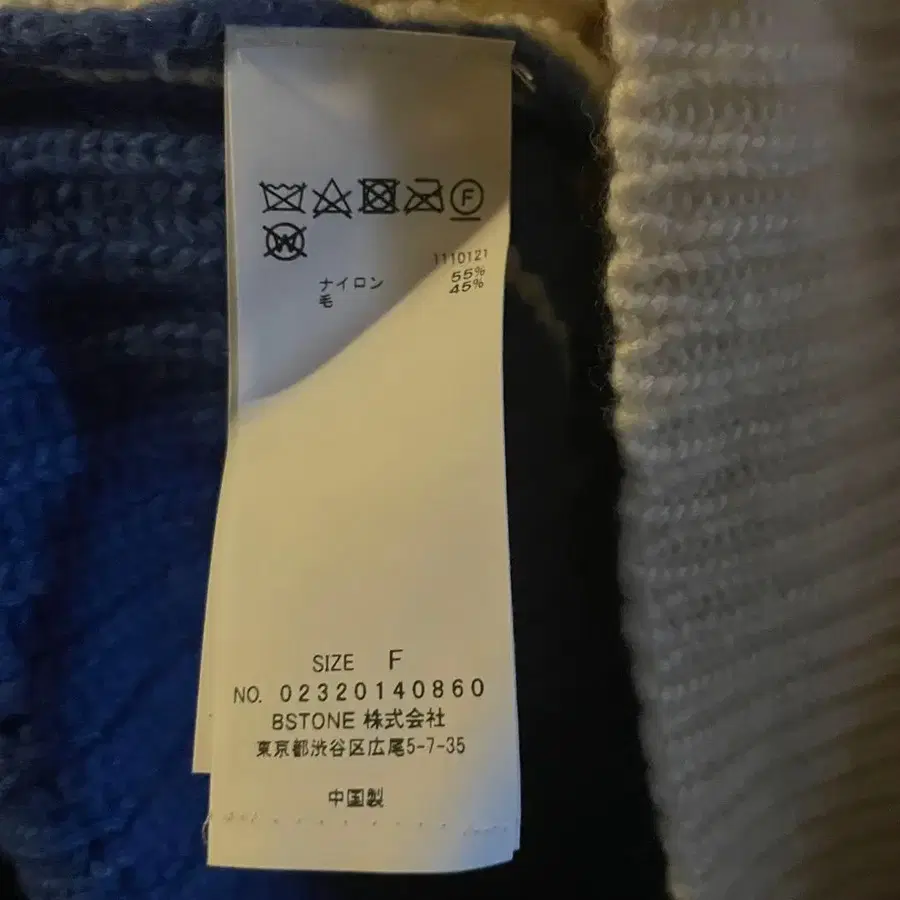 F
W
1110121
ナイロン 55%
毛 45%
SIZE F
NO. 02320140860
BSTONE 株式会社
東京都渋谷区広尾5-7-35
中国製